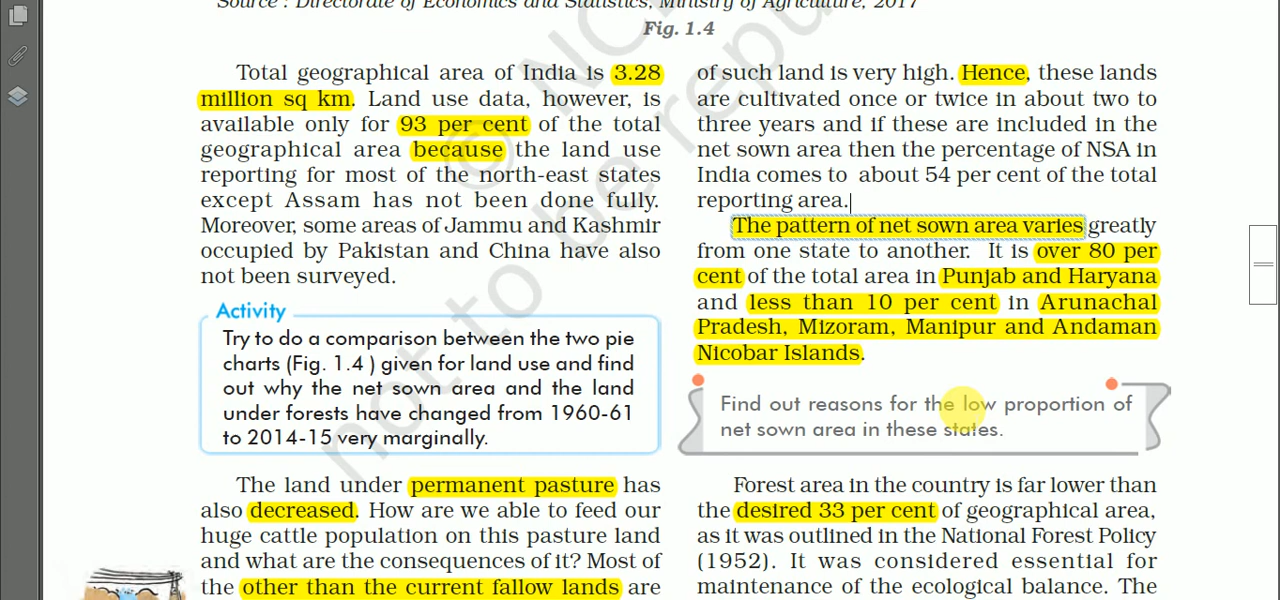 Source : Directorate of Economics and Statistics, Ministry of Agriculture, 2017
Fig. 1.4
Total geographical area of India is 3.28
million sq km. Land use data, however, is
available only for 93 per cent of the total
geographical area because the land use
reporting for most of the north-east states
except Assam has not been done fully.
Moreover, some areas of Jammu and Kashmir
occupied by Pakistan and China have also
not been surveyed.
Activity
Try to do a comparison between the two pie
charts (Fig. 1.4 ) given for land use and find
out why the net sown area and the land
under forests have changed from 1960-61
to 2014-15 very marginally.
The land under permanent pasture has
also decreased. How are we able to feed our
huge cattle population on this pasture land
and what are the consequences of it? Most of
the other than the current fallow lands are
of such land is very high. Hence, these lands
are cultivated once or twice in about two to
three years and if these are included in the
net sown area then the percentage of NSA in
India comes to about 54 per cent of the total
reporting area.
The pattern of net sown area varies greatly
from one state to another. It is over 80 per
cent of the total area in Punjab and Haryana
and less than 10 per cent in Arunachal
Pradesh, Mizoram, Manipur and Andaman
Nicobar Islands.
Find out reasons for the low proportion of
net sown area in these states.
Forest area in the country is far lower than
the desired 33 per cent of geographical area,
as it was outlined in the National Forest Policy
(1952). It was considered essential for
maintenance of the ecological balance. The
© NC
not to be repu